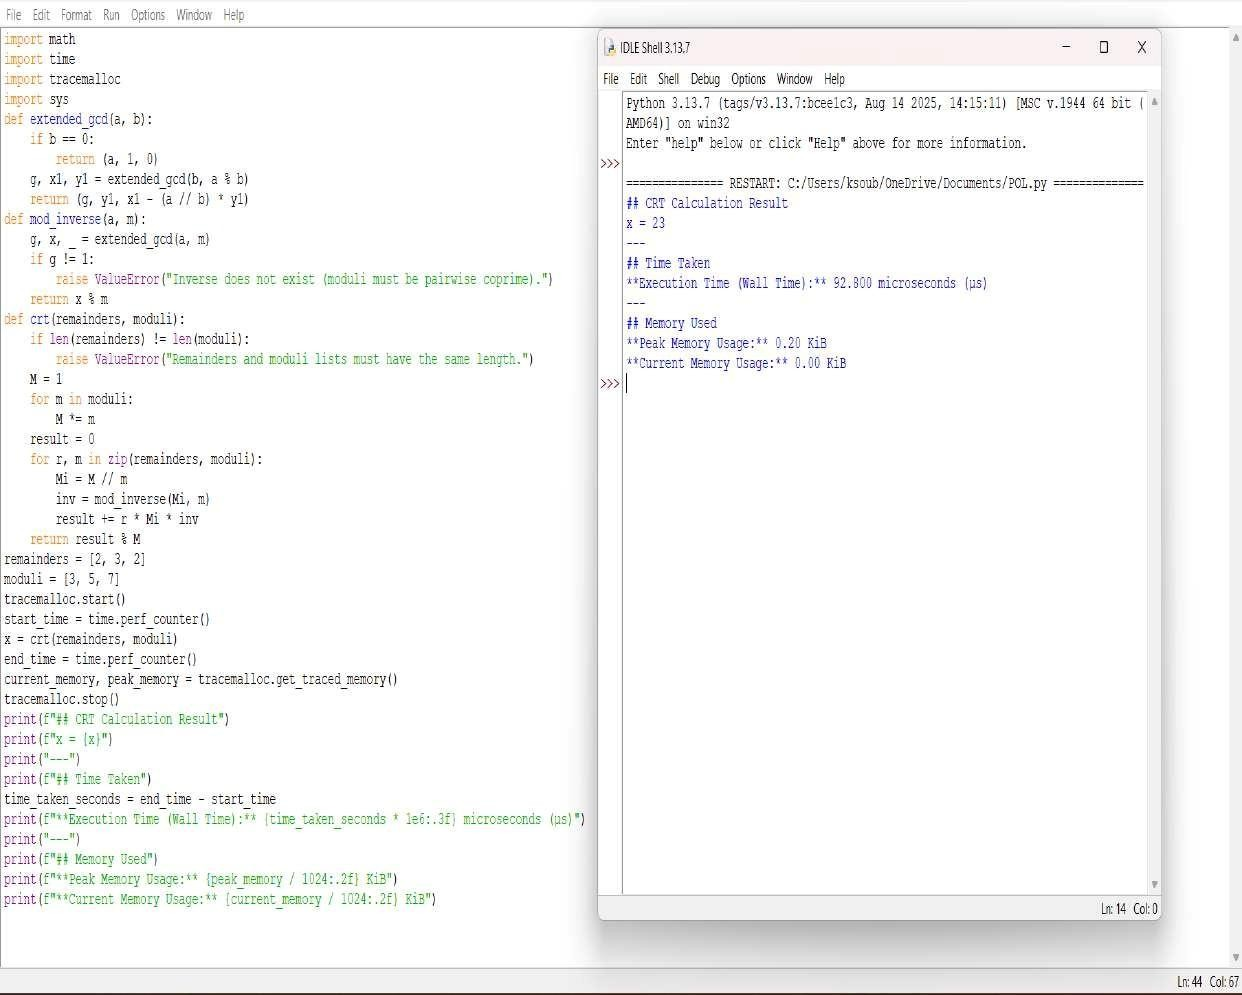 File Edit Format Run Options Window Help
import math
import time
import tracemalloc
import sys
def extended_gcd(a, b):
    if b == 0:
        return (a, 1, 0)
    g, x1, y1 = extended_gcd(b, a % b)
    return (g, y1, x1 - (a // b) * y1)
def mod_inverse(a, m):
    g, x, _ = extended_gcd(a, m)
    if g != 1:
        raise ValueError("Inverse does not exist (moduli must be pairwise coprime).")
    return x % m
def crt(remainders, moduli):
    if len(remainders) != len(moduli):
        raise ValueError("Remainders and moduli lists must have the same length.")
    M = 1
    for m in moduli:
        M *= m
    result = 0
    for r, m in zip(remainders, moduli):
        Mi = M // m
        inv = mod_inverse(Mi, m)
        result += r * Mi * inv
    return result % M
remainders = [2, 3, 2]
moduli = [3, 5, 7]
tracemalloc.start()
start_time = time.perf_counter()
x = crt(remainders, moduli)
end_time = time.perf_counter()
current_memory, peak_memory = tracemalloc.get_traced_memory()
tracemalloc.stop()
print(f"## CRT Calculation Result")
print(f"x = {x}")
print("---")
print(f"## Time Taken")
time_taken_seconds = end_time - start_time
print(f"**Execution Time (Wall Time):** {time_taken_seconds * 1e6:.3f} microseconds (µs)")
print("---")
print(f"## Memory Used")
print(f"**Peak Memory Usage:** {peak_memory / 1024:.2f} KiB")
print(f"**Current Memory Usage:** {current_memory / 1024:.2f} KiB")
Ln: 44 Col: 67
IDLE Shell 3.13.7
File Edit Shell Debug Options Window Help
Python 3.13.7 (tags/v3.13.7:bcee1c3, Aug 14 2025, 14:15:11) [MSC v.1944 64 bit (
AMD64)] on win32
Enter "help" below or click "Help" above for more information.
>>>
=============== RESTART: C:/Users/ksoub/OneDrive/Documents/POL.py ==============
## CRT Calculation Result
x = 23
---
## Time Taken
**Execution Time (Wall Time):** 92.800 microseconds (µs)
---
## Memory Used
**Peak Memory Usage:** 0.20 KiB
**Current Memory Usage:** 0.00 KiB
>>>
Ln: 14 Col: 0